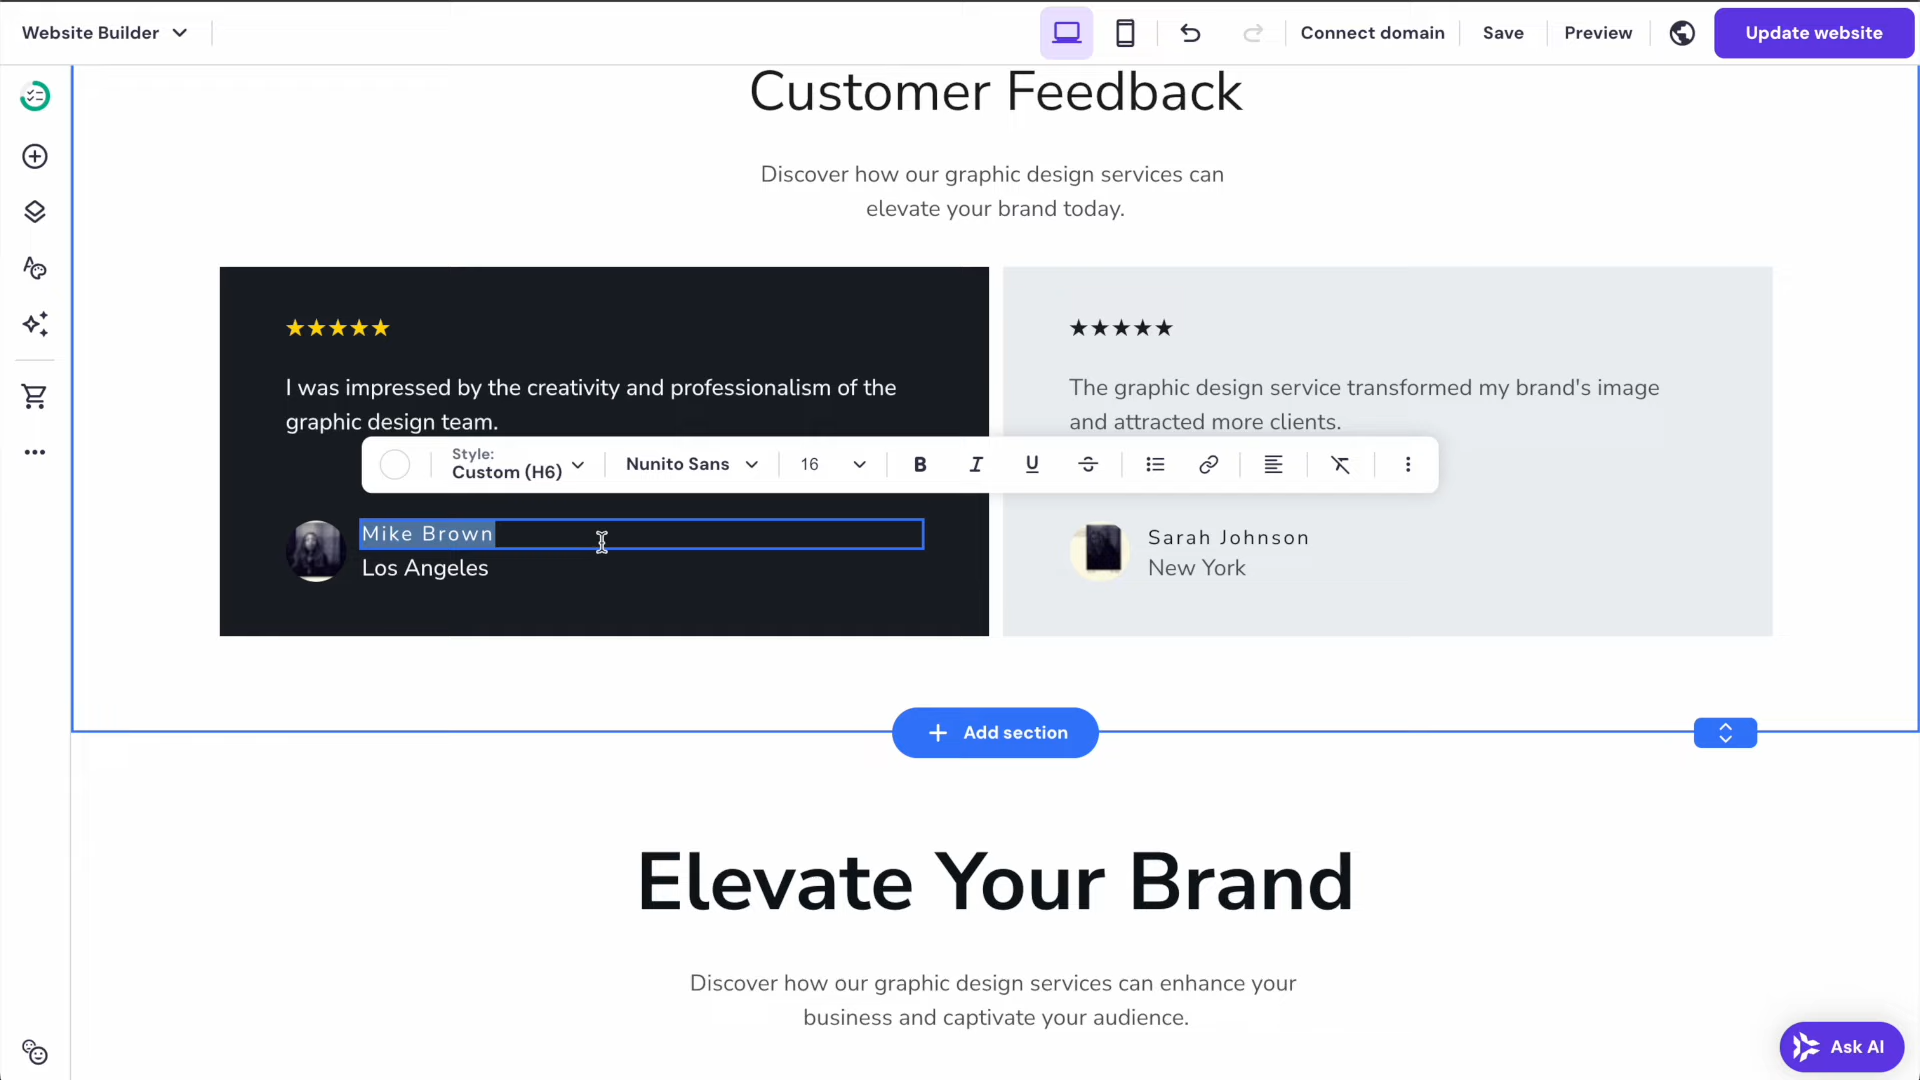 Website Builder
Connect domain
Save
Preview
Update website
Customer Feedback
Discover how our graphic design services can
elevate your brand today.
★★★★★
I was impressed by the creativity and professionalism of the
graphic design team.
★★★★★
The graphic design service transformed my brand's image
and attracted more clients.
Style:
Custom (H6)
Nunito Sans
16
B
I
U
S
Mike Brown
Los Angeles
Sarah Johnson
New York
+ Add section
Elevate Your Brand
Discover how our graphic design services can enhance your
business and captivate your audience.
Ask AI